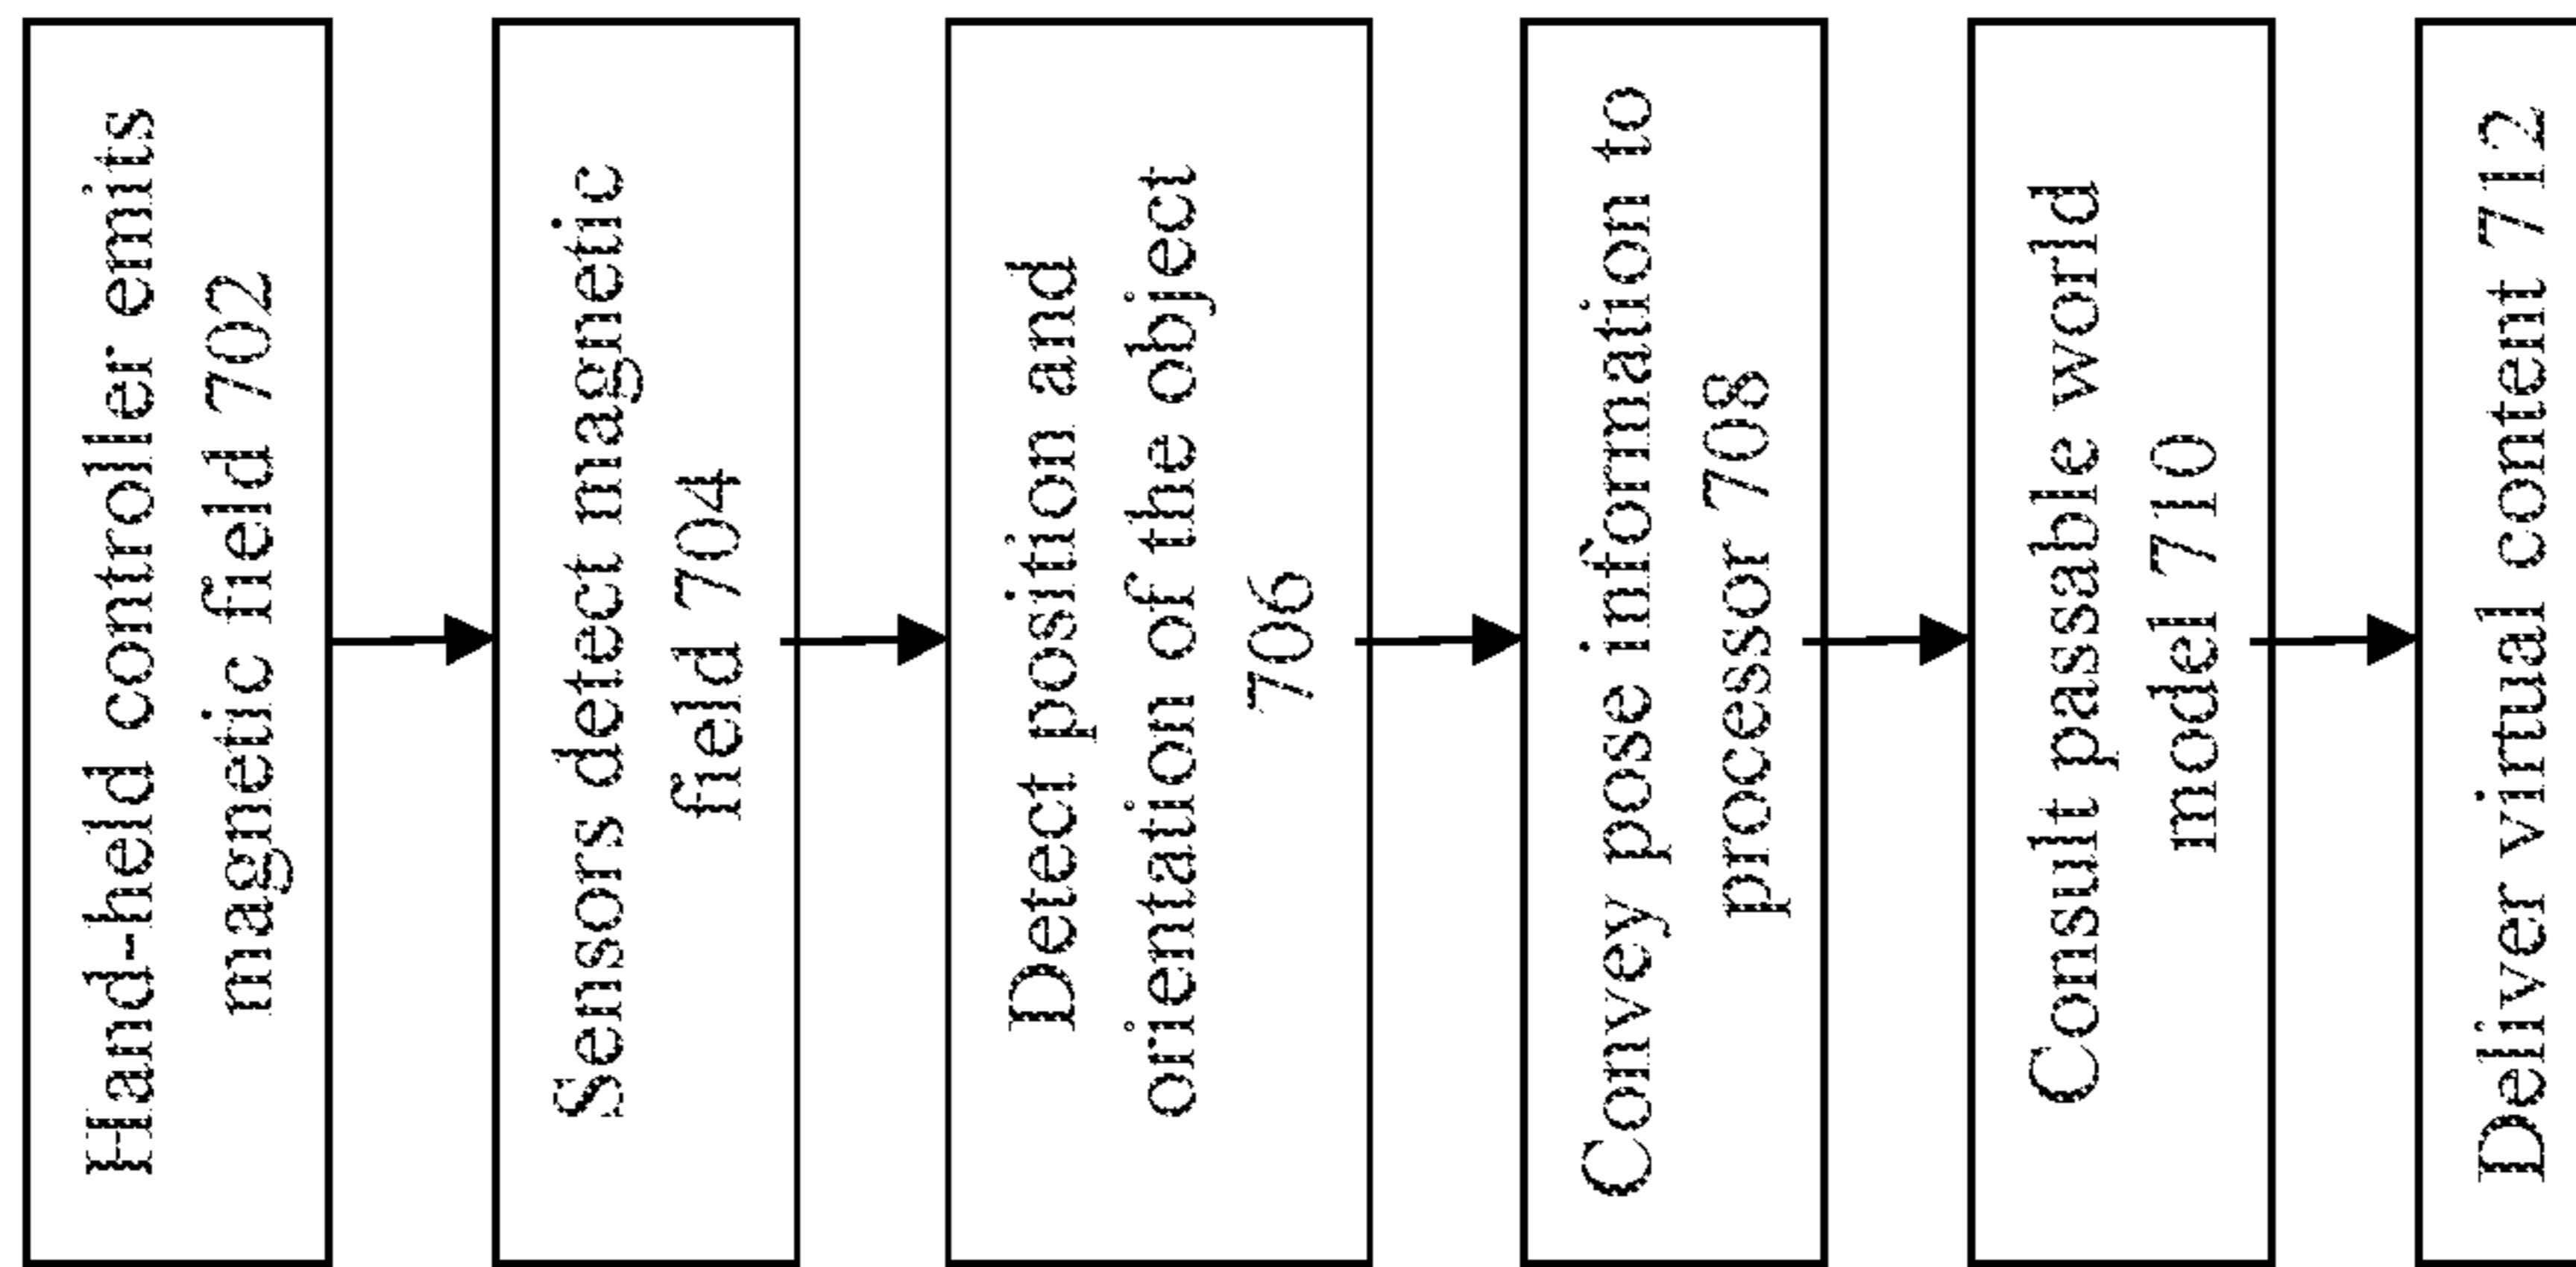 Hand-held controller emits
magnetic field 702
Sensors detect magnetic
field 704
Detect position and
orientation of the object
706
Convey pose information to
processor 708
Consult passable world
model 710
Deliver virtual content 712